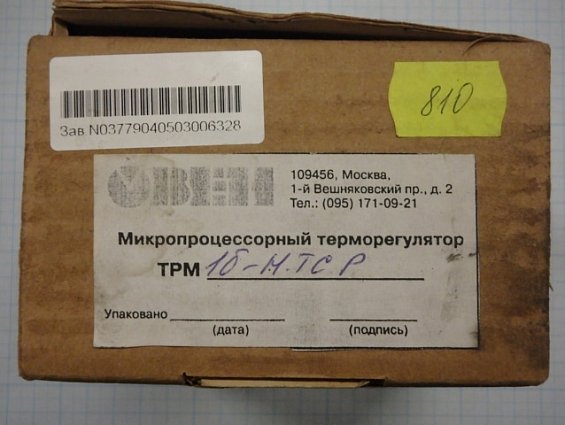 810
Зав.N03779040503006328
ОВЕН
109456, Москва,
1-й Вешняковский пр., д. 2
Тел.: (095) 171-09-21
Микропроцессорный терморегулятор
ТРМ 1б-Н.ТС.Р
Упаковано
(дата) (подпись)